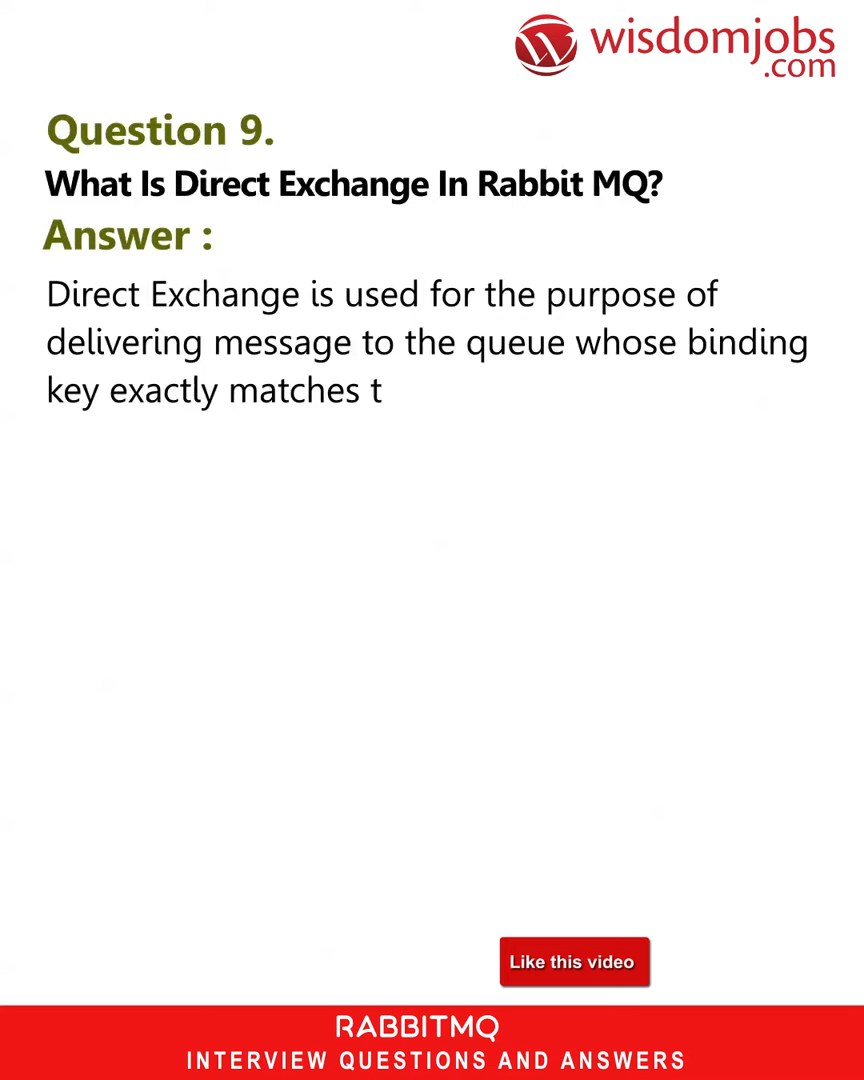 wisdomjobs
.com
Question 9.
What Is Direct Exchange In Rabbit MQ?
Answer :
Direct Exchange is used for the purpose of
delivering message to the queue whose binding
key exactly matches t
Like this video
RABBITMQ
INTERVIEW QUESTIONS AND ANSWERS